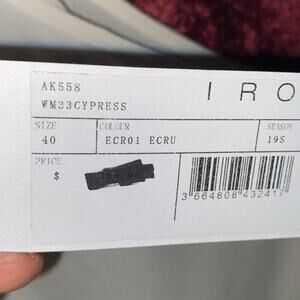 AK558
WM33CYPRESS
I R O
SIZE COLOUR SEASON
40 ECR01 ECRU 19S
PRICE
$
3 664808 432417